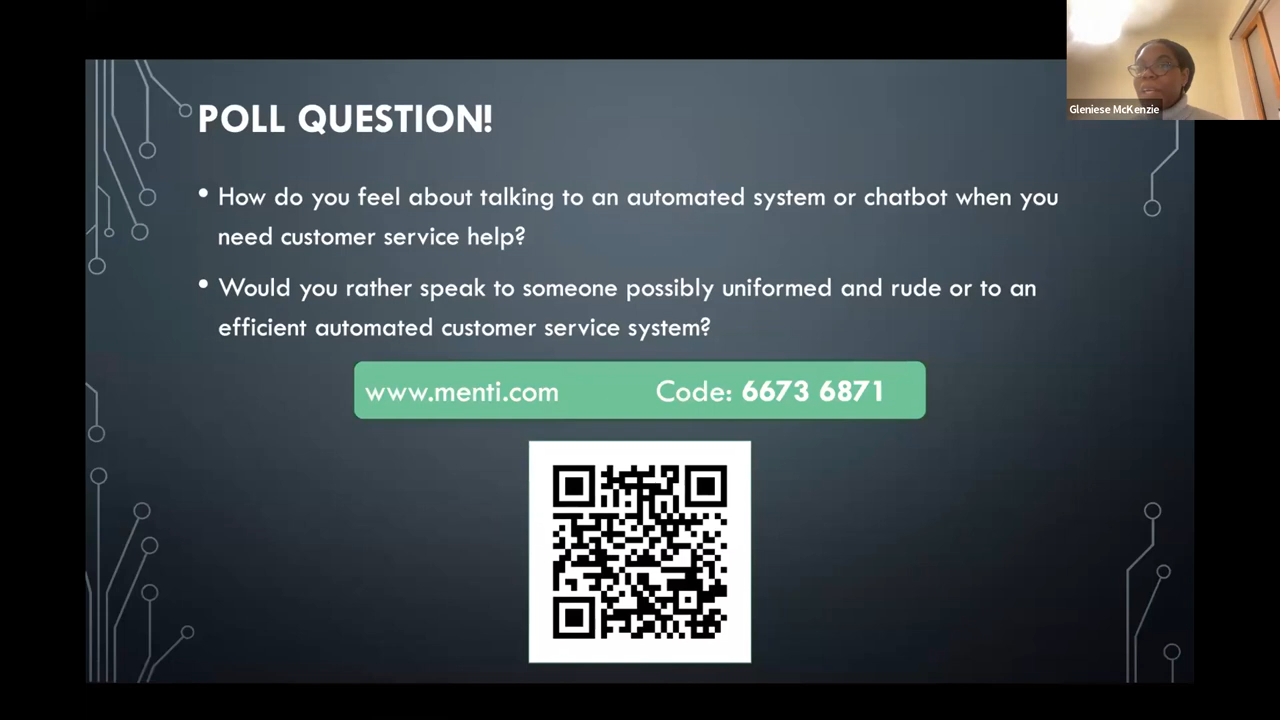 POLL QUESTION!
• How do you feel about talking to an automated system or chatbot when you
need customer service help?
• Would you rather speak to someone possibly uniformed and rude or to an
efficient automated customer service system?
www.menti.com Code: 6673 6871
Gleniese McKenzie